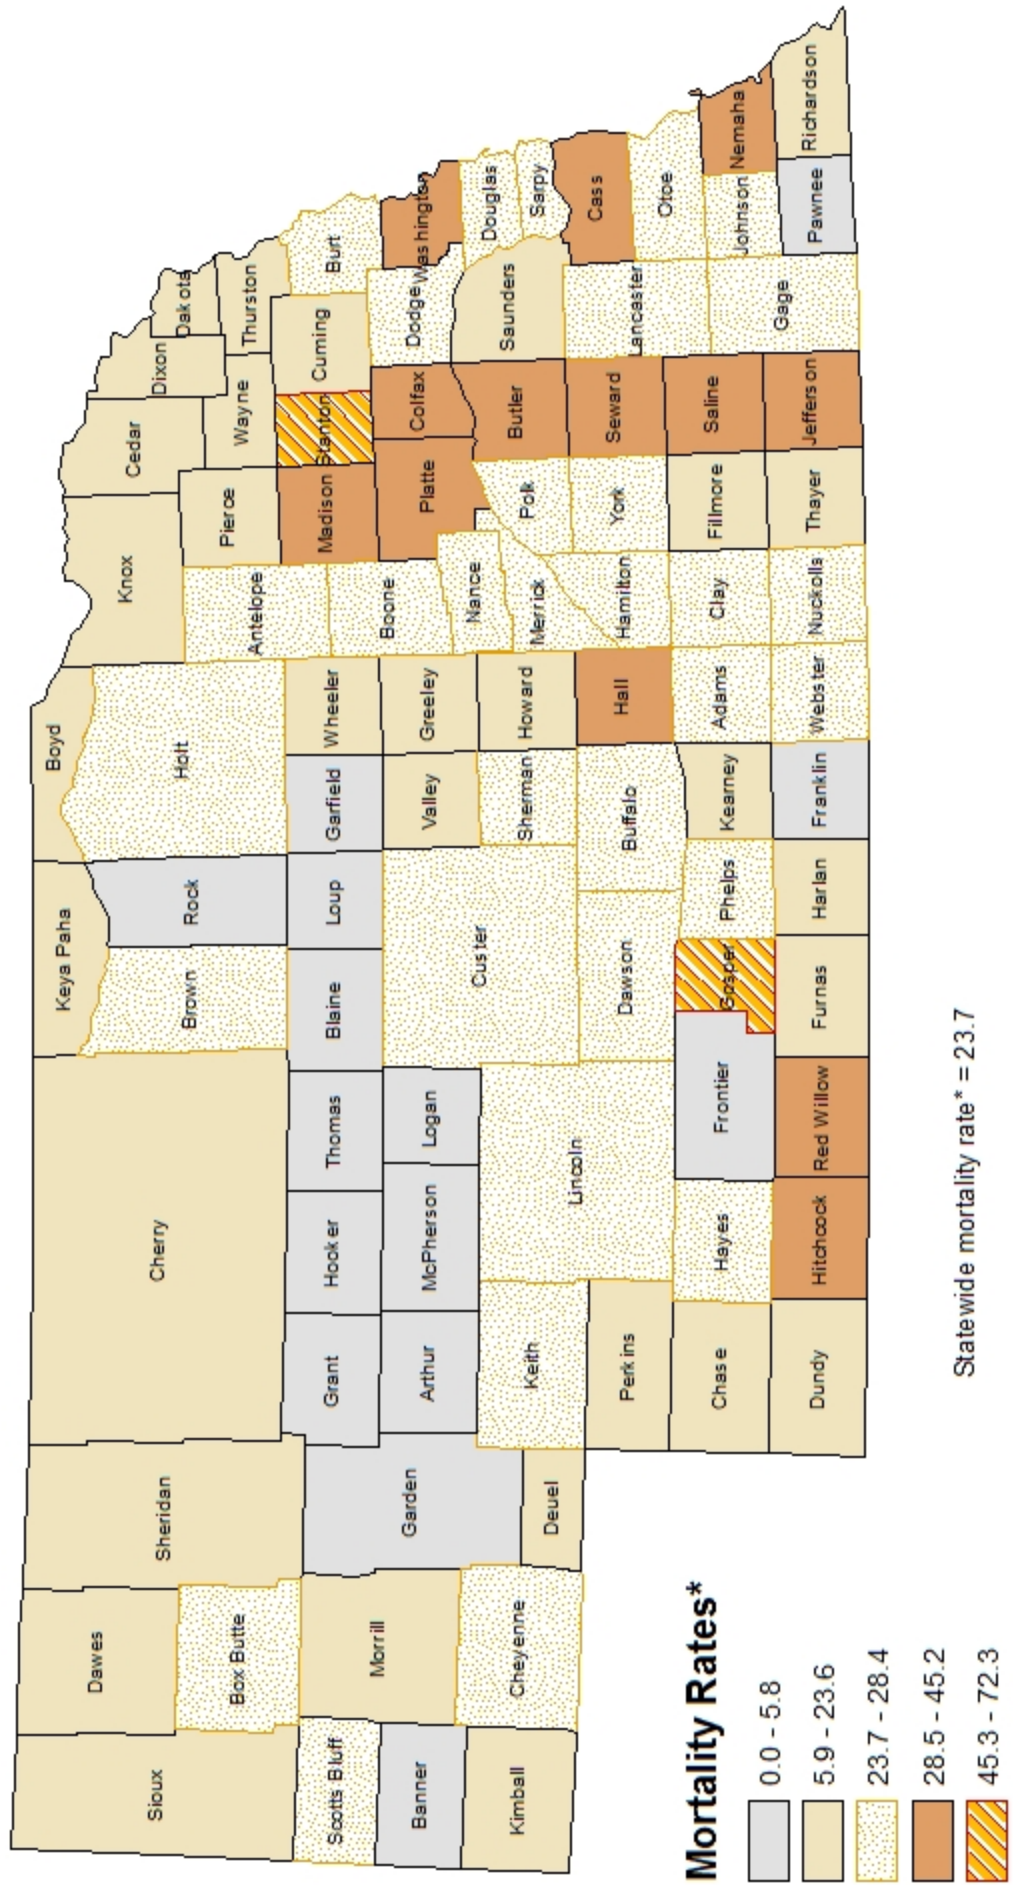 Sioux
Dawes
Sheridan
Cherry
Keya Paha
Boyd
Box Butte
Brown
Rock
Holt
Knox
Cedar
Dixon
Dakota
Antelope
Pierce
Wayne
Thurston
Scotts Bluff
Morrill
Garden
Grant
Hooker
Thomas
Blaine
Loup
Garfield
Wheeler
Boone
Madison
Stanton
Cuming
Burt
Banner
Arthur
McPherson
Logan
Custer
Valley
Greeley
Nance
Platte
Colfax
Dodge
Washington
Kimball
Cheyenne
Deuel
Keith
Lincoln
Sherman
Howard
Merrick
Polk
Butler
Saunders
Douglas
Sarpy
Perkins
Dawson
Buffalo
Hall
Hamilton
York
Seward
Lancaster
Cass
Otoe
Chase
Hayes
Frontier
Gosper
Phelps
Kearney
Adams
Clay
Fillmore
Saline
Gage
Johnson
Nemaha
Dundy
Hitchcock
Red Willow
Furnas
Harlan
Franklin
Webster
Nuckolls
Thayer
Jefferson
Pawnee
Richardson
Mortality Rates*
0.0 - 5.8
5.9 - 23.6
23.7 - 28.4
28.5 - 45.2
45.3 - 72.3
Statewide mortality rate* = 23.7